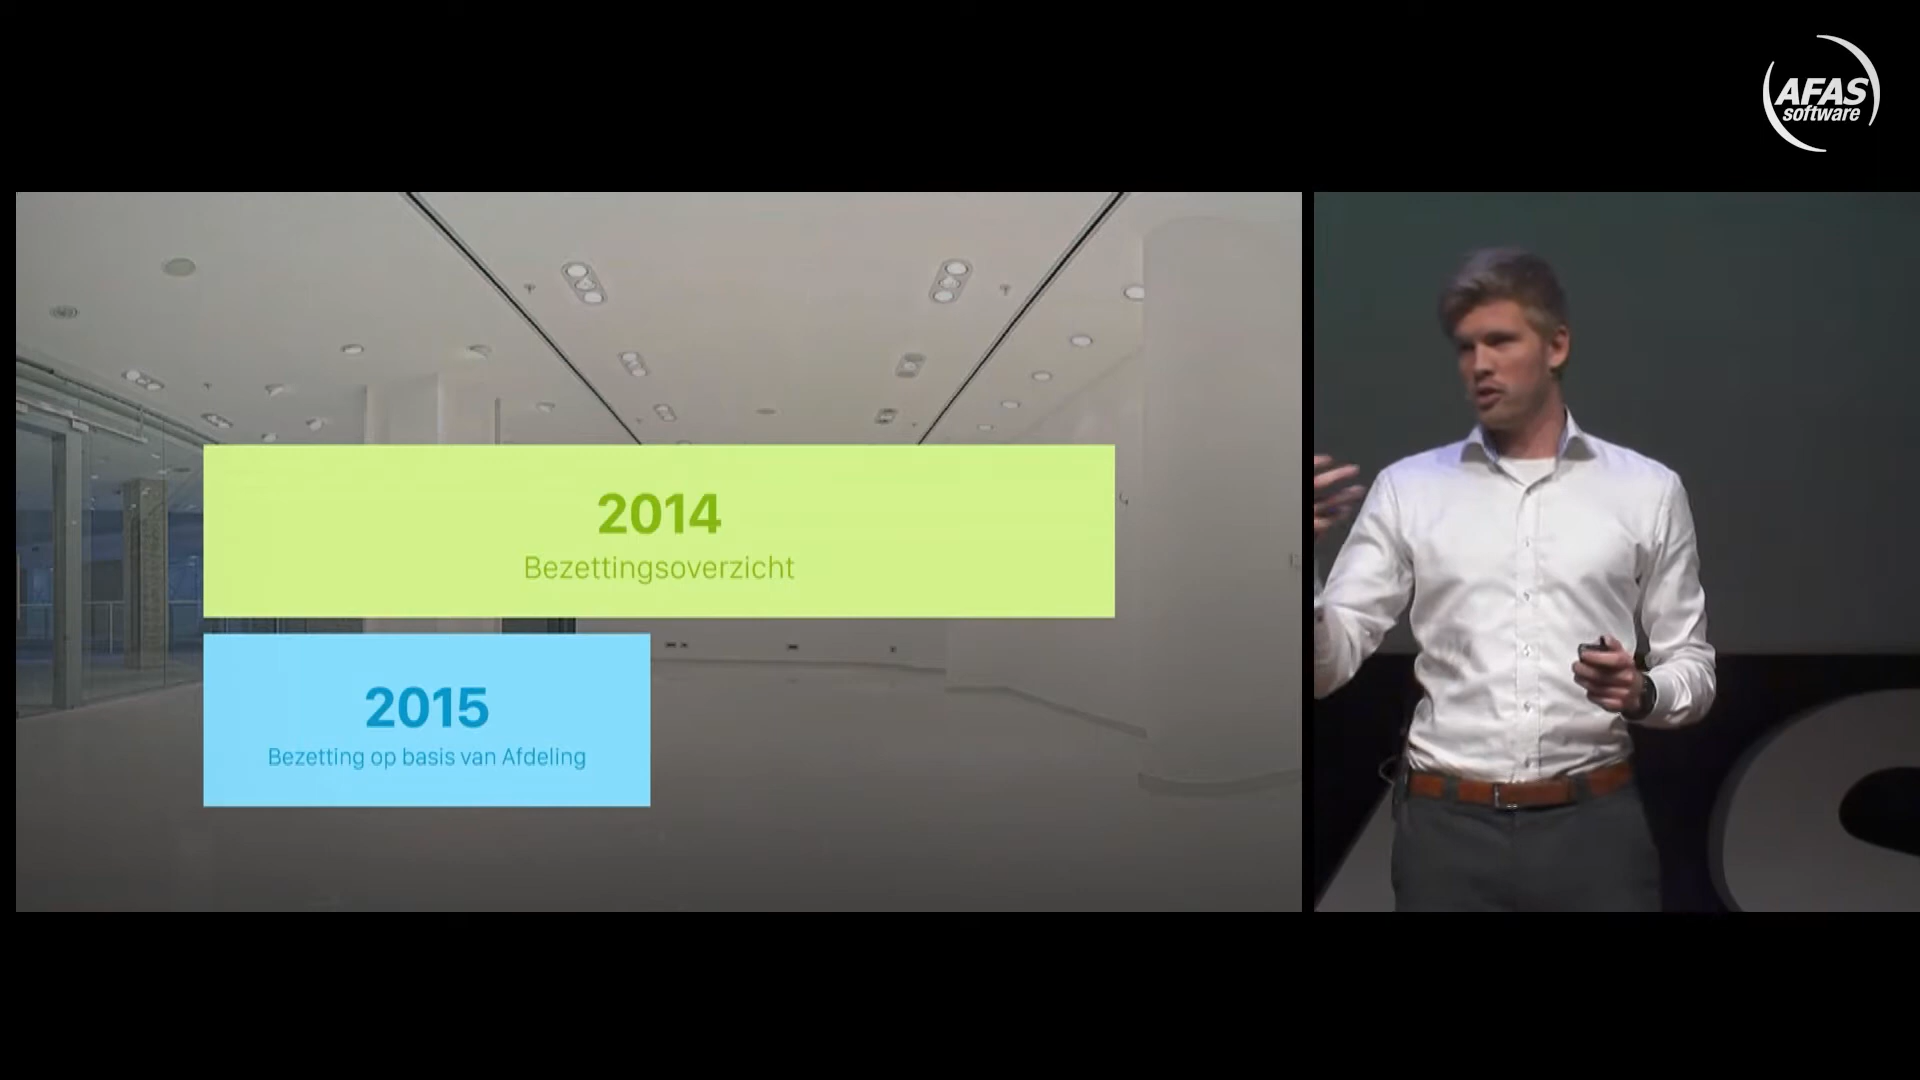 AFAS
software
2014
Bezettingsoverzicht
2015
Bezetting op basis van Afdeling